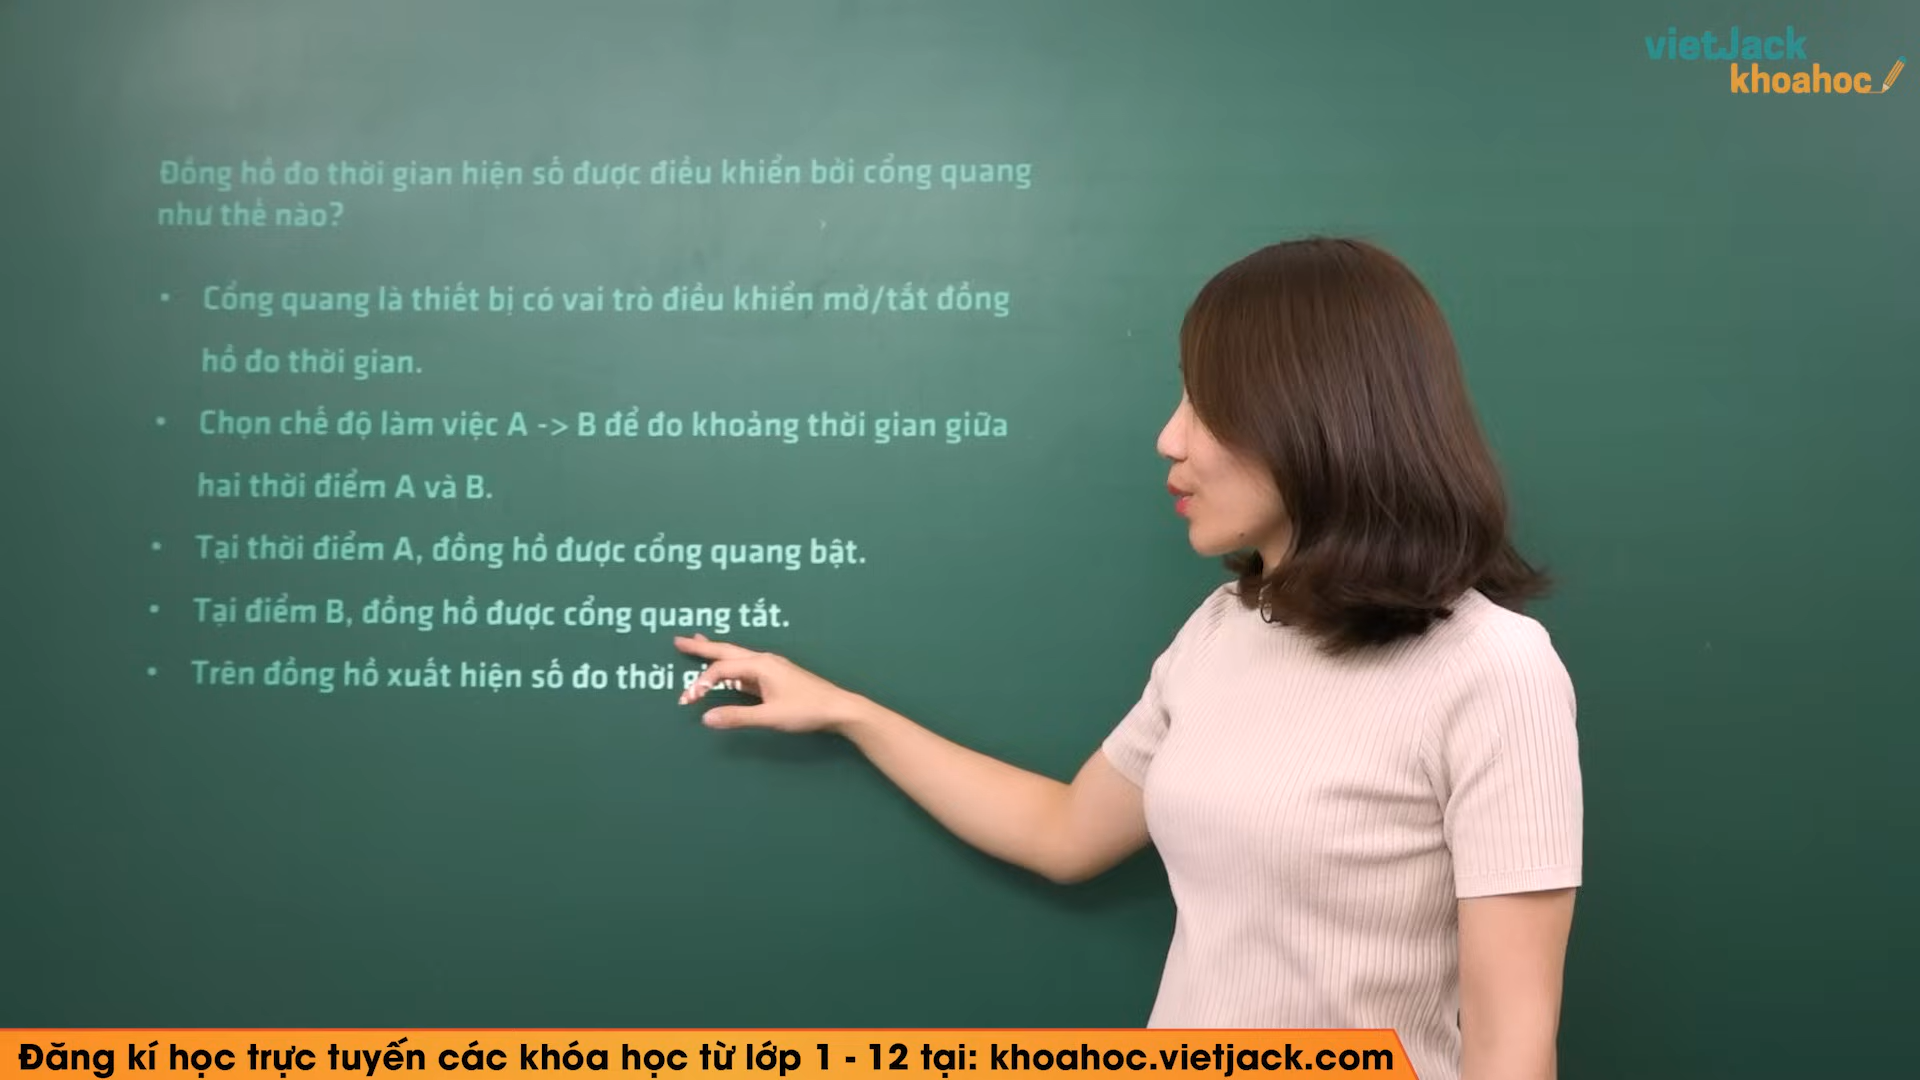 vietJack
khoahoc
Đồng hồ đo thời gian hiện số được điều khiển bởi cổng quang
như thế nào?
• Cổng quang là thiết bị có vai trò điều khiển mở/tắt đồng
hồ đo thời gian.
• Chọn chế độ làm việc A -> B để đo khoảng thời gian giữa
hai thời điểm A và B.
• Tại thời điểm A, đồng hồ được cổng quang bật.
• Tại điểm B, đồng hồ được cổng quang tắt.
• Trên đồng hồ xuất hiện số đo thời
Đăng kí học trực tuyến các khóa học từ lớp 1 - 12 tại: khoahoc.vietjack.com